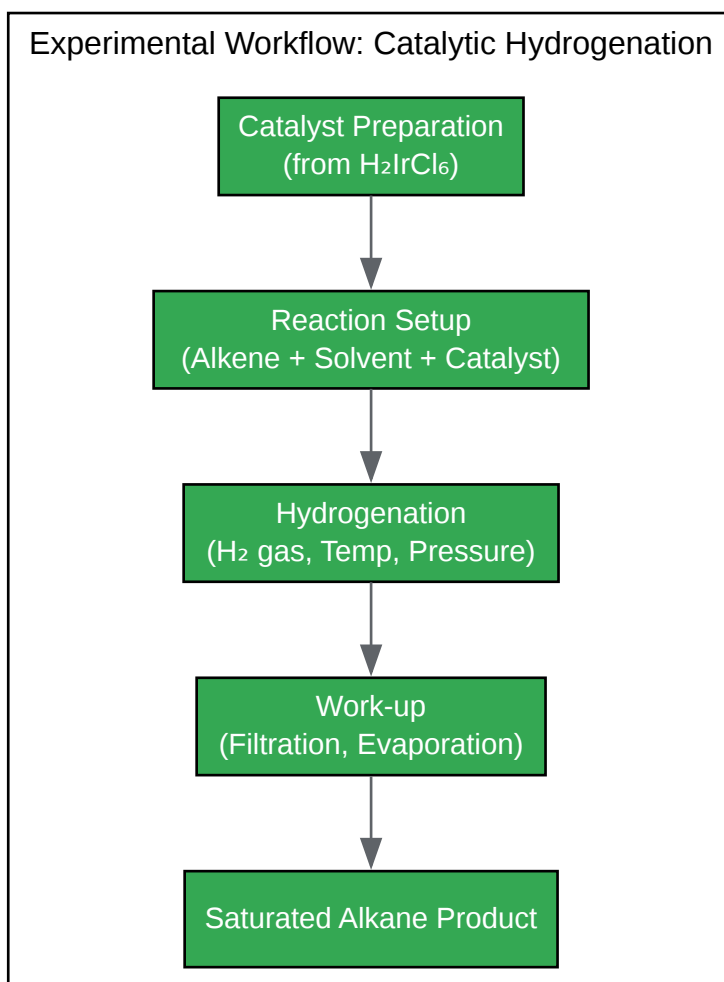 Experimental Workflow: Catalytic Hydrogenation
Catalyst Preparation
(from H₂IrCl₆)
Reaction Setup
(Alkene + Solvent + Catalyst)
Hydrogenation
(H₂ gas, Temp, Pressure)
Work-up
(Filtration, Evaporation)
Saturated Alkane Product